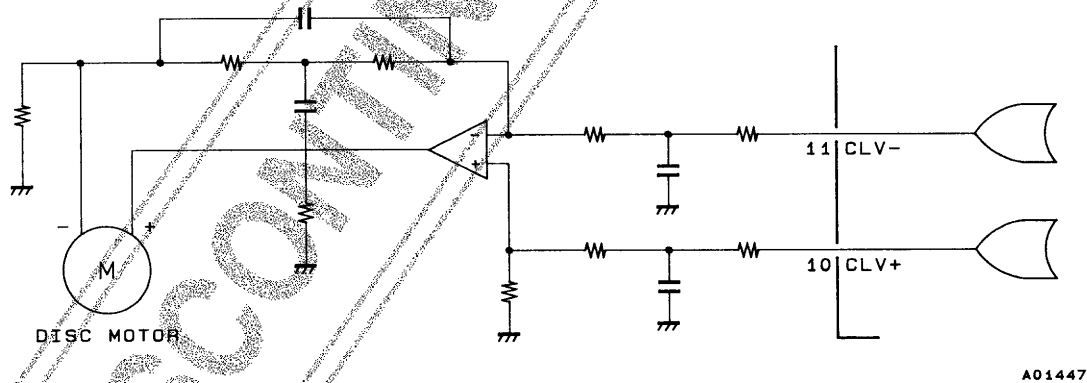 11 CLV-
10 CLV+
- +
M
DISC MOTOR
A01447